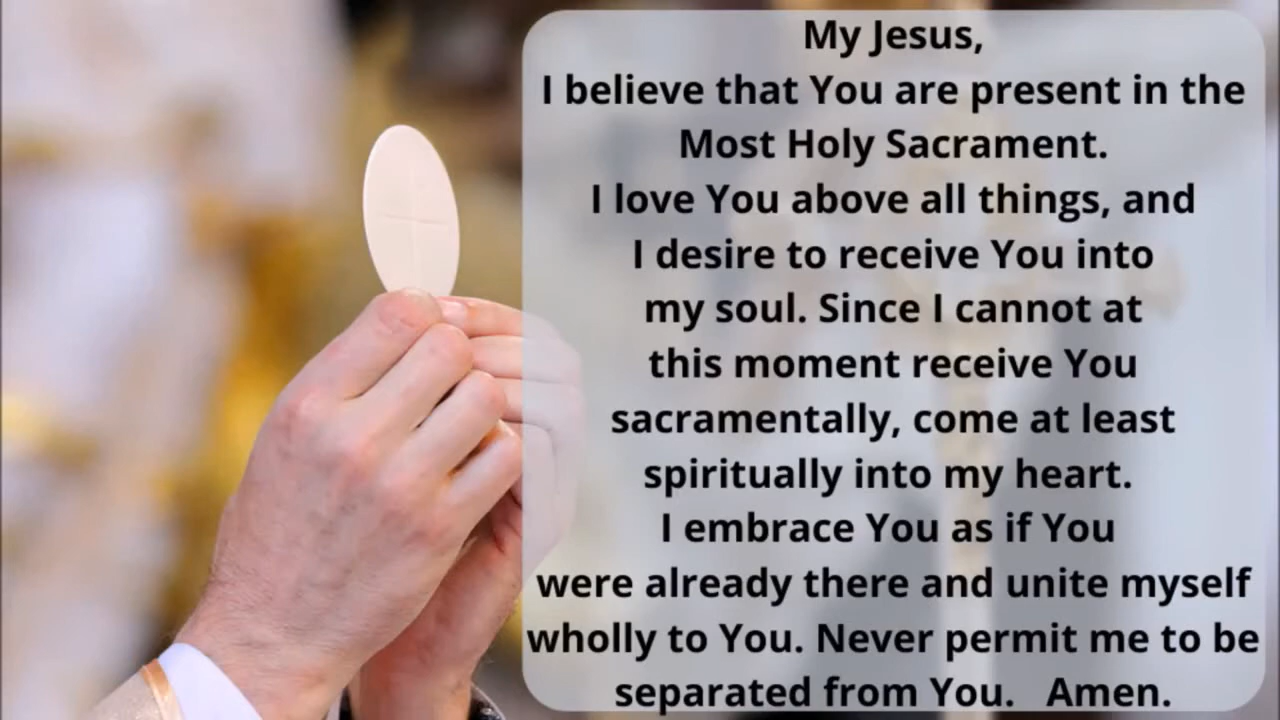 My Jesus,
I believe that You are present in the
Most Holy Sacrament.
I love You above all things, and
I desire to receive You into
my soul. Since I cannot at
this moment receive You
sacramentally, come at least
spiritually into my heart.
I embrace You as if You
were already there and unite myself
wholly to You. Never permit me to be
separated from You. Amen.